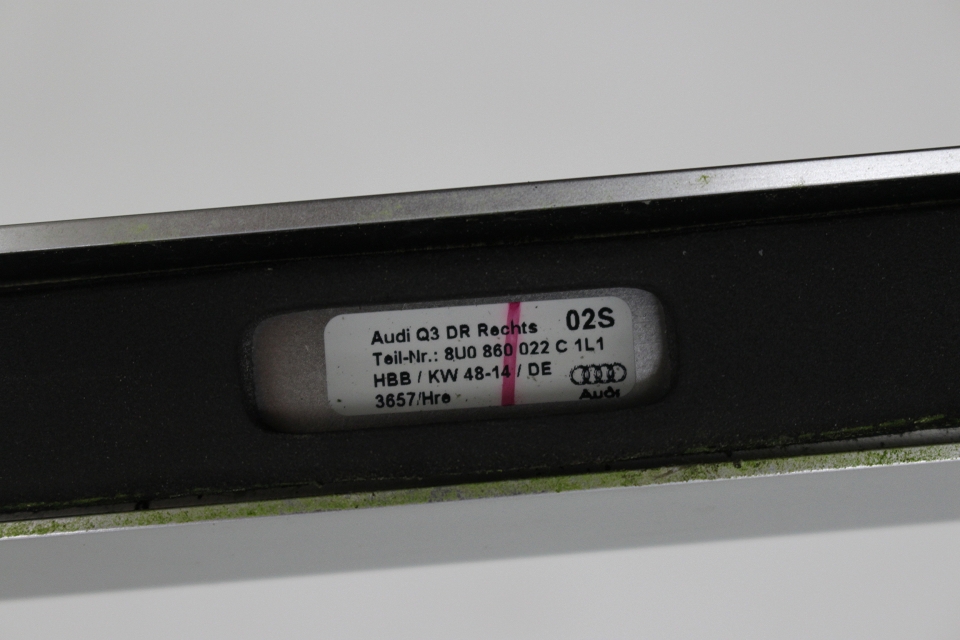 Audi Q3 DR Rechts 02S
Teil-Nr.: 8U0 860 022 C 1L1
HBB / KW 48-14 / DE
3657/Hre
Audi